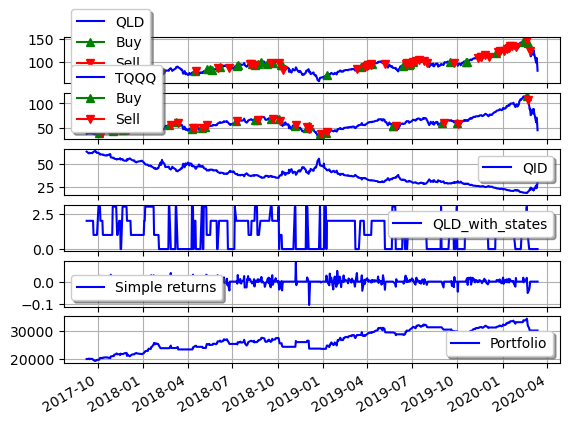 QLD
Buy
Sell
150
100
TQQQ
Buy
Sell
100
50
QID
50
25
QLD_with_states
2.5
0.0
Simple returns
0.0
−0.1
Portfolio
30000
20000
2017-10
2018-01
2018-04
2018-07
2018-10
2019-01
2019-04
2019-07
2019-10
2020-01
2020-04